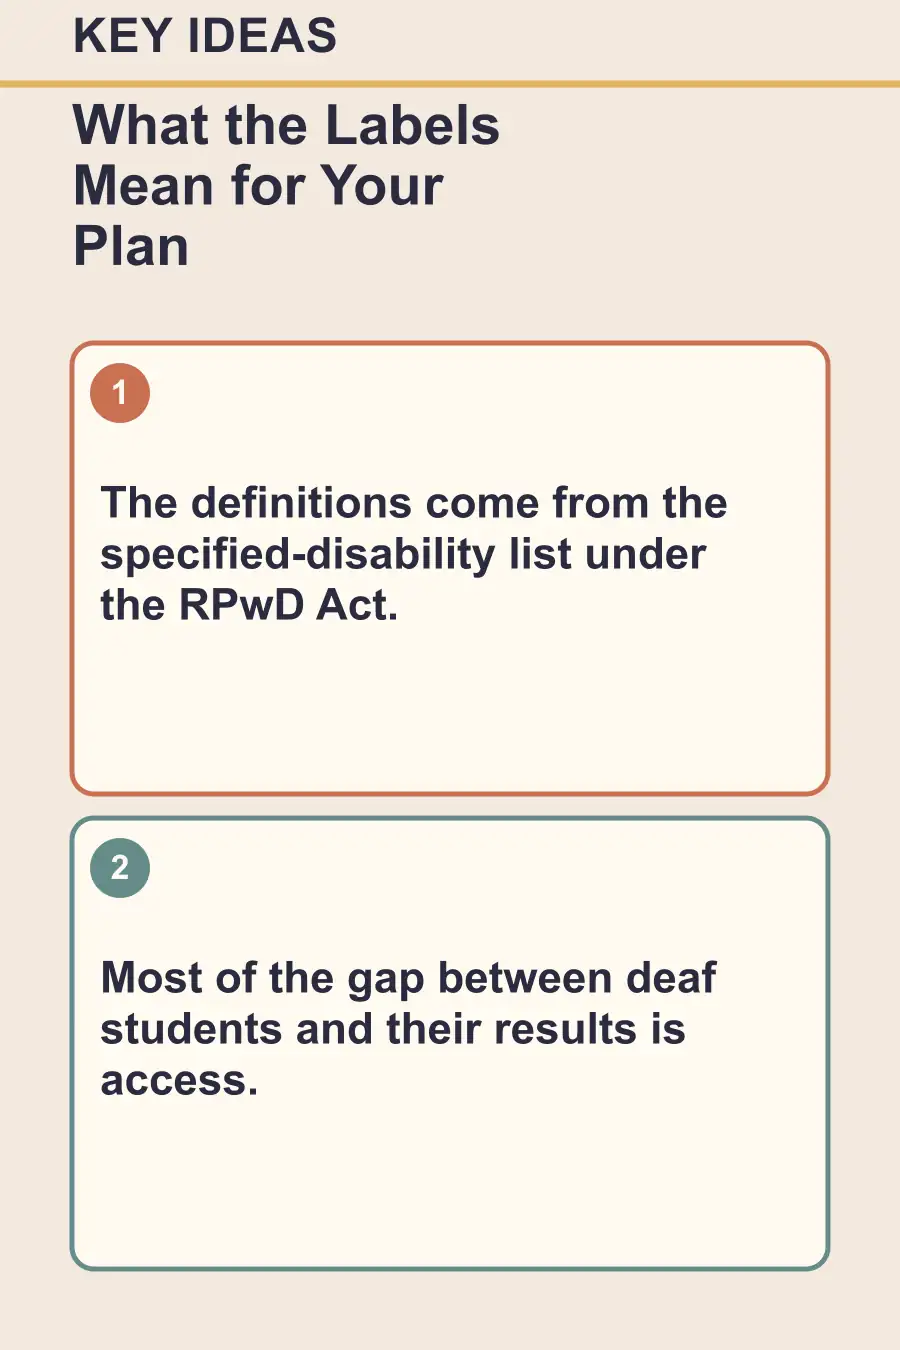 KEY IDEAS
What the Labels
Mean for Your
Plan
1
The definitions come from the
specified-disability list under
the RPwD Act.
2
Most of the gap between deaf
students and their results is
access.